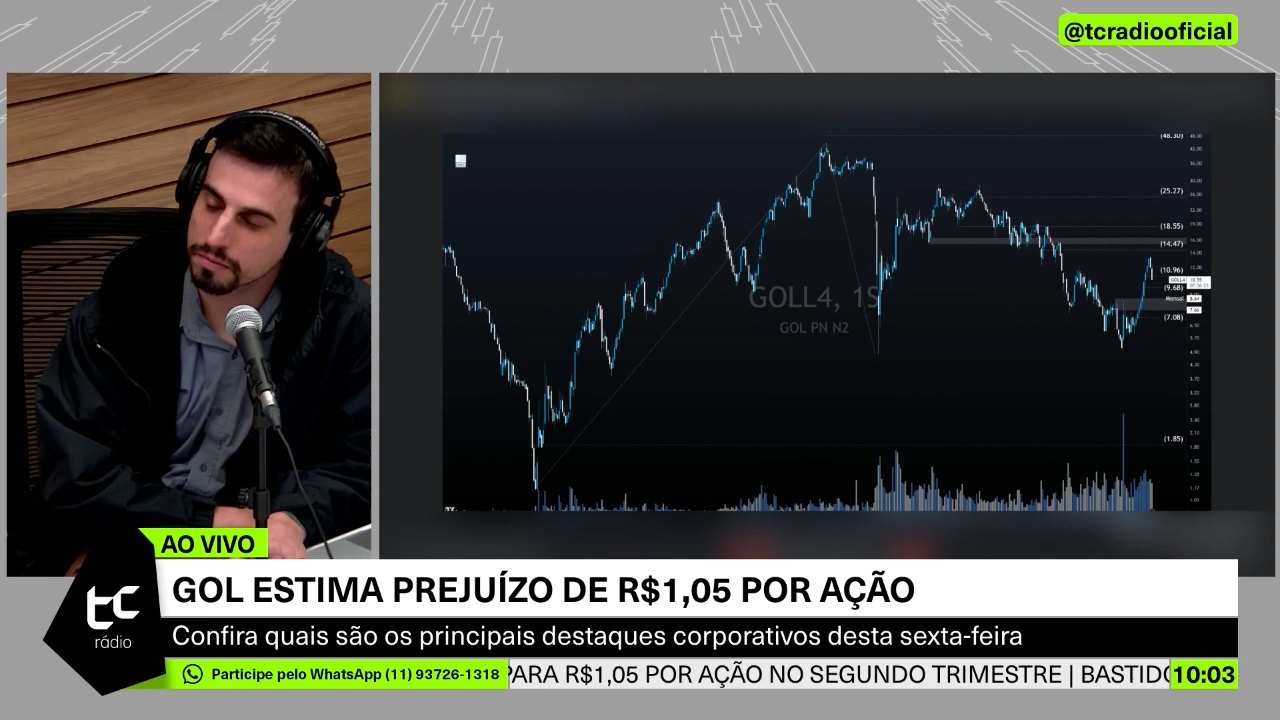 @tcradiooficial
(48.30)
(25.27)
(18.55)
(14.47)
(10.96)
(9.68)
Mensal
(7.08)
(1.85)
GOLL4, 1S
GOL PN N2
AO VIVO
GOL ESTIMA PREJUÍZO DE R$1,05 POR AÇÃO
tc
rádio
Confira quais são os principais destaques corporativos desta sexta-feira
Participe pelo WhatsApp (11) 93726-1318
PARA R$1,05 POR AÇÃO NO SEGUNDO TRIMESTRE | BASTIDO
10:03